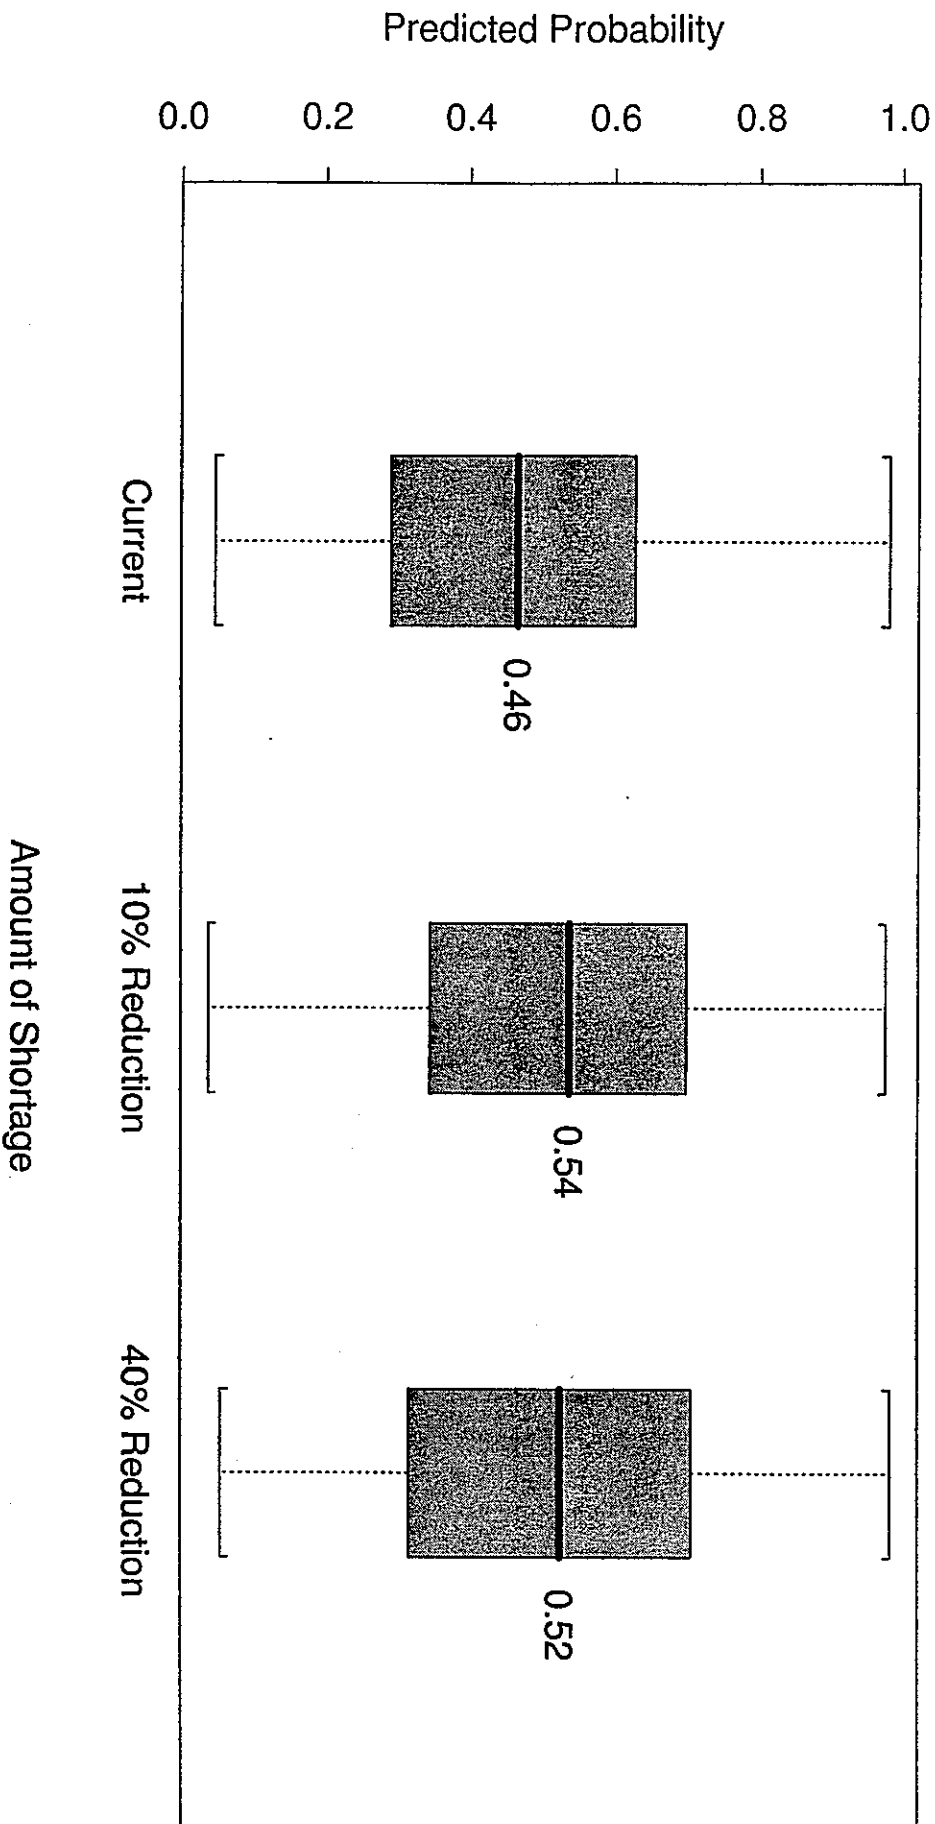 Predicted Probability
0.0 0.2 0.4 0.6 0.8 1.0
0.46
0.54
0.52
Current
10% Reduction
40% Reduction
Amount of Shortage